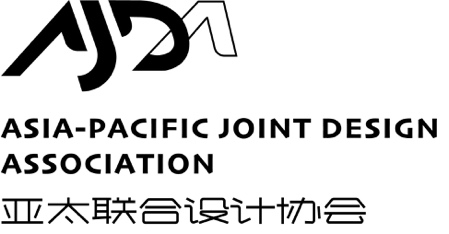 AJDA
ASIA-PACIFIC JOINT DESIGN
ASSOCIATION
亚太联合设计协会